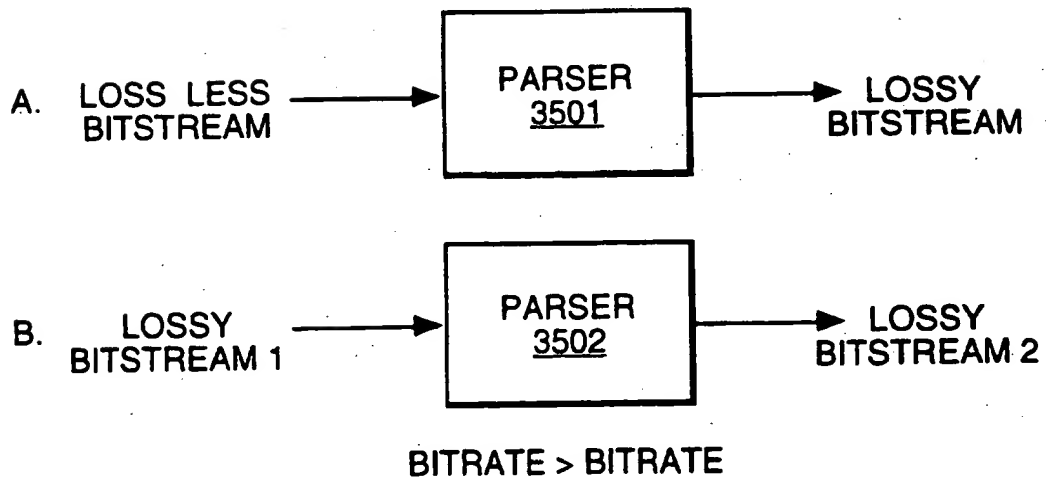 A. LOSS LESS BITSTREAM
PARSER
3501
LOSSY
BITSTREAM
B. LOSSY
BITSTREAM 1
PARSER
3502
LOSSY
BITSTREAM 2
BITRATE > BITRATE